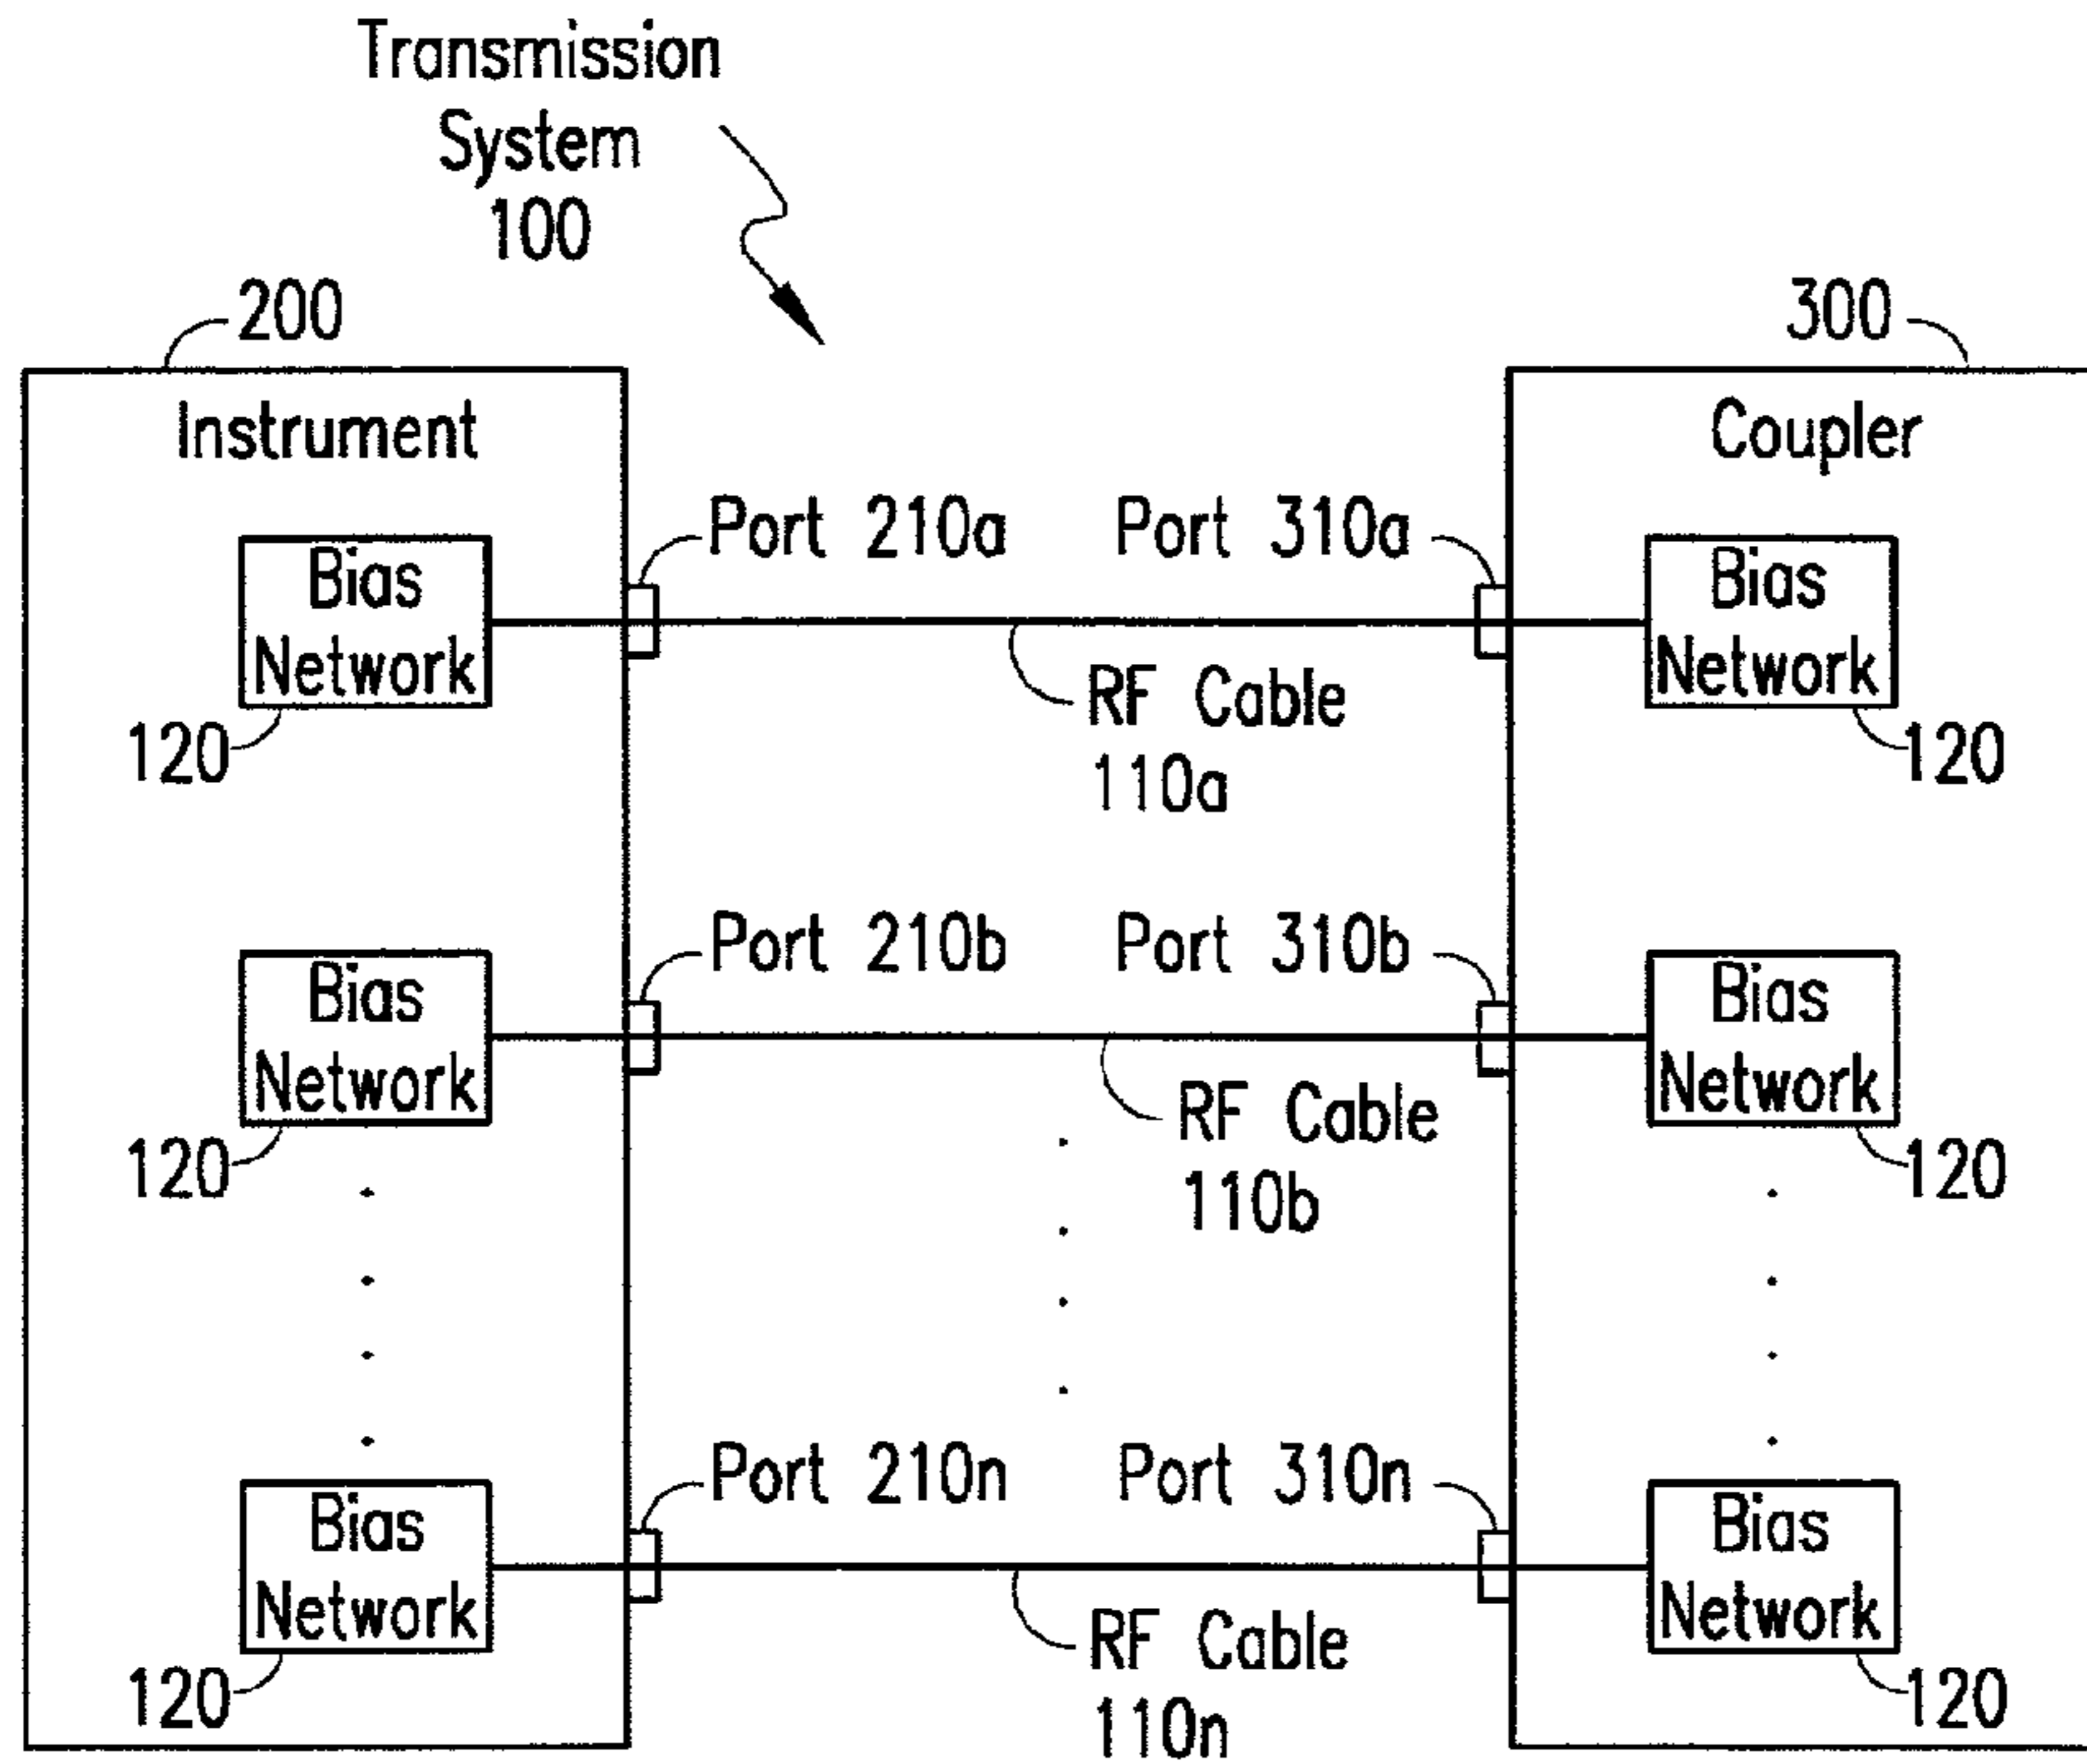 Transmission
System
100
200
300
Instrument
Coupler
Port 210a
Port 310a
Bias
Network
Bias
Network
RF Cable
110a
120
120
Port 210b
Port 310b
Bias
Network
Bias
Network
RF Cable
110b
120
120
Port 210n
Port 310n
Bias
Network
Bias
Network
RF Cable
110n
120
120